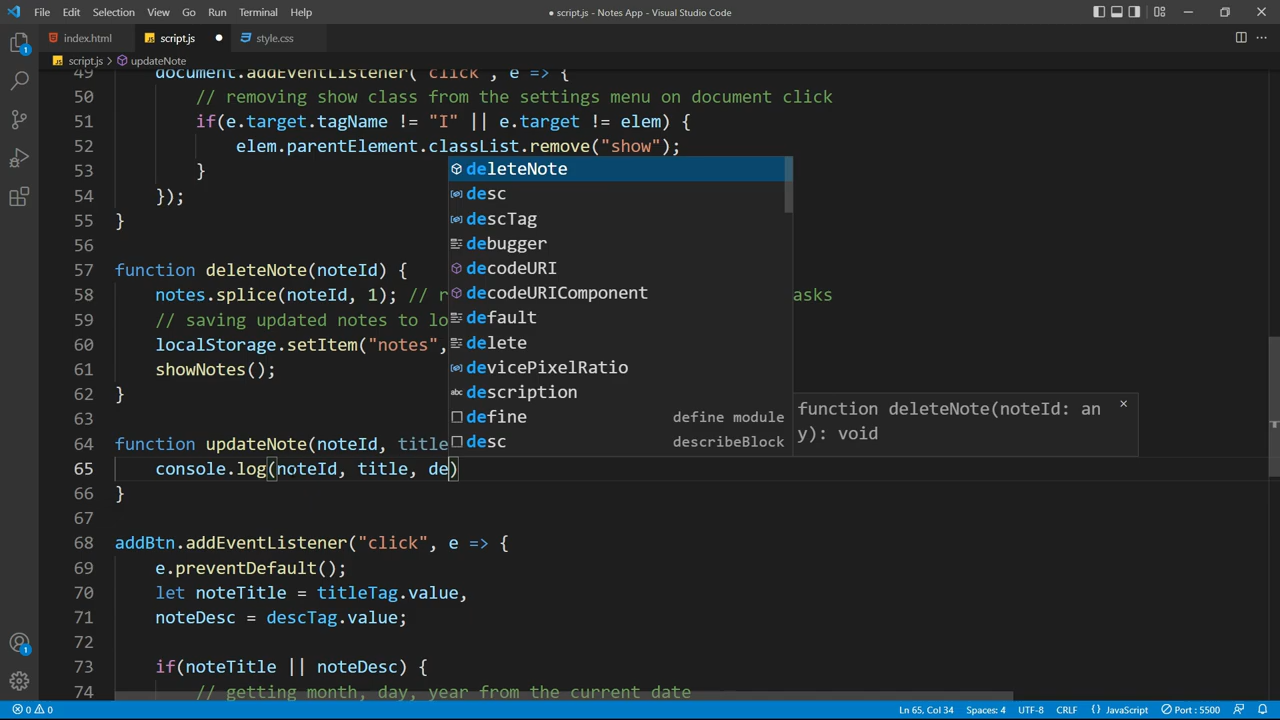 File Edit Selection View Go Run Terminal Help ● script.js - Notes App - Visual Studio Code
index.html JS script.js style.css
JS script.js > updateNote
49 document.addEventListener("click", e => {
50 // removing show class from the settings menu on document click
51 if(e.target.tagName != "I" || e.target != elem) {
52 elem.parentElement.classList.remove("show");
53 }
54 });
55 }
56
57 function deleteNote(noteId) {
58 notes.splice(noteId, 1); // r asks
59 // saving updated notes to lo
60 localStorage.setItem("notes",
61 showNotes();
62 }
63
64 function updateNote(noteId, title
65 console.log(noteId, title, de)
66 }
67
68 addBtn.addEventListener("click", e => {
69 e.preventDefault();
70 let noteTitle = titleTag.value,
71 noteDesc = descTag.value;
72
73 if(noteTitle || noteDesc) {
74 // getting month, day, year from the current date
deleteNote
desc
descTag
debugger
decodeURI
decodeURIComponent
default
delete
devicePixelRatio
abc description
define define module
desc describeBlock
function deleteNote(noteId: an
y): void
1
1
0 0 Ln 65, Col 34 Spaces: 4 UTF-8 CRLF {} JavaScript Port : 5500